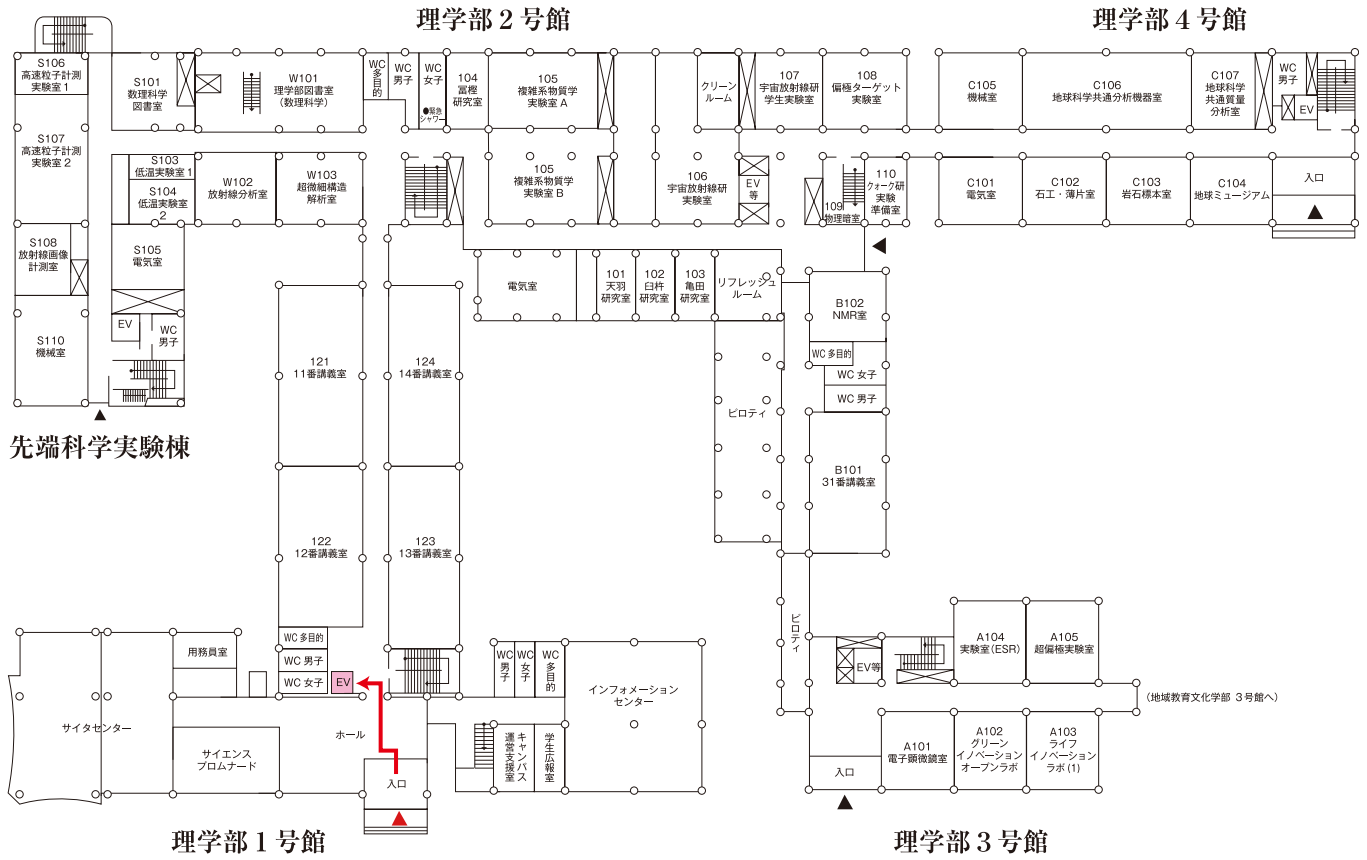 理学部２号館
理学部４号館
S106
高速粒子計測
実験室 1
S101
数理科学
図書室
W101
理学部図書室
(数理科学)
WC
多目的
WC
男子
WC
女子
●緊急
シャワー
104
冨樫
研究室
105
複雑系物質学
実験室 A
クリーン
ルーム
107
宇宙放射線研
学生実験室
108
偏極ターゲット
実験室
C105
機械室
C106
地球科学共通分析機器室
C107
地球科学
共通質量
分析室
WC
男子
EV
S107
高速粒子計測
実験室 2
S103
低温実験室 1
S104
低温実験室
2
W102
放射線分析室
W103
超微細構造
解析室
105
複雑系物質学
実験室 B
106
宇宙放射線研
実験室
EV
等
109
物理暗室
110
クォーク研
実験
準備室
C101
電気室
C102
石工・薄片室
C103
岩石標本室
C104
地球ミュージアム
入口
S108
放射線画像
計測室
S105
電気室
電気室
101
天羽
研究室
102
臼杵
研究室
103
亀田
研究室
リフレッシュ
ルーム
B102
NMR室
S110
機械室
EV
WC
男子
121
11番講義室
124
14番講義室
WC 多目的
WC 女子
WC 男子
ピロティ
先端科学実験棟
B101
31番講義室
122
12番講義室
123
13番講義室
ピロティ
A104
実験室(ESR)
A105
超偏極実験室
EV等
用務員室
WC 多目的
WC 男子
WC 女子
EV
WC
男子
WC
女子
WC
多目的
インフォメーション
センター
(地域教育文化学部 3号館へ)
サイタセンター
サイエンス
プロムナード
ホール
入口
キャンパス
運営支援室
学生広報室
A101
電子顕微鏡室
A102
グリーン
イノベーション
オープンラボ
A103
ライフ
イノベーション
ラボ(1)
入口
理学部１号館
理学部３号館